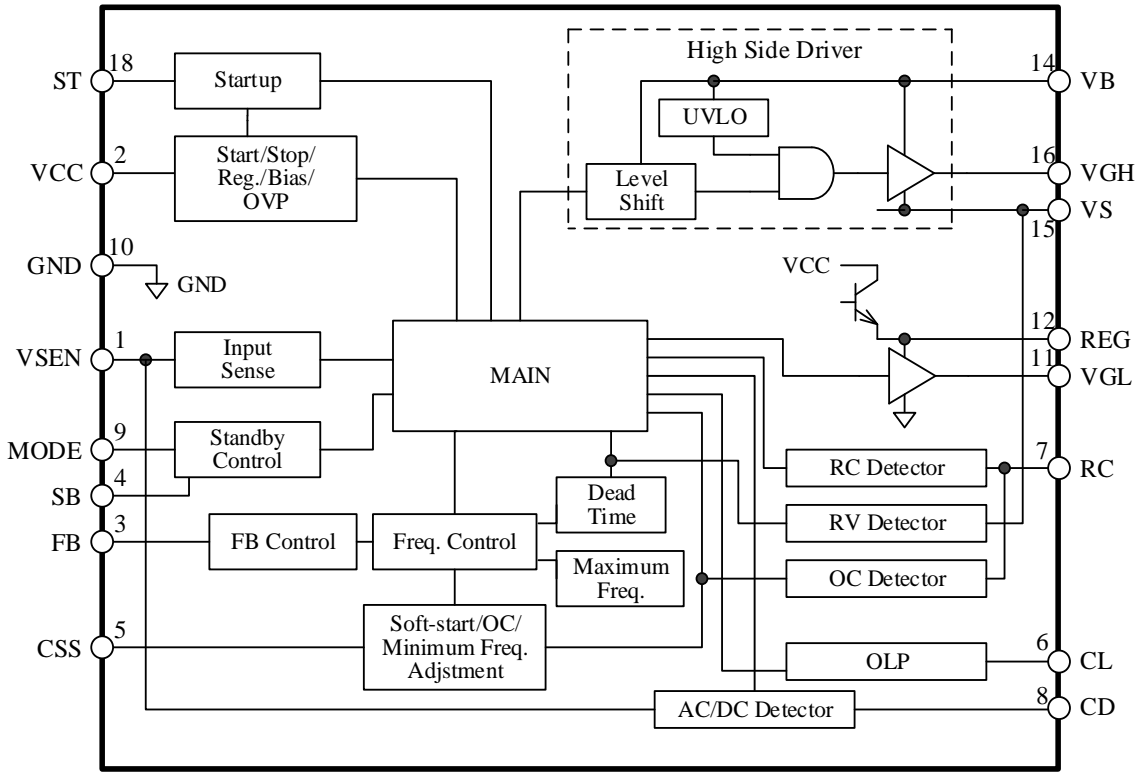 High Side Driver
18
ST
Startup
14
VB
UVLO
2
VCC
Start/Stop/
Reg./Bias/
OVP
16
VGH
Level
Shift
VS
15
10
GND
GND
VCC
1
VSEN
Input
Sense
MAIN
12
REG
11
VGL
9
MODE
Standby
Control
4
SB
RC Detector
7
RC
Dead
Time
3
FB
FB Control
Freq. Control
RV Detector
Maximum
Freq.
OC Detector
5
CSS
Soft-start/OC/
Minimum Freq.
Adjstment
OLP
6
CL
AC/DC Detector
8
CD